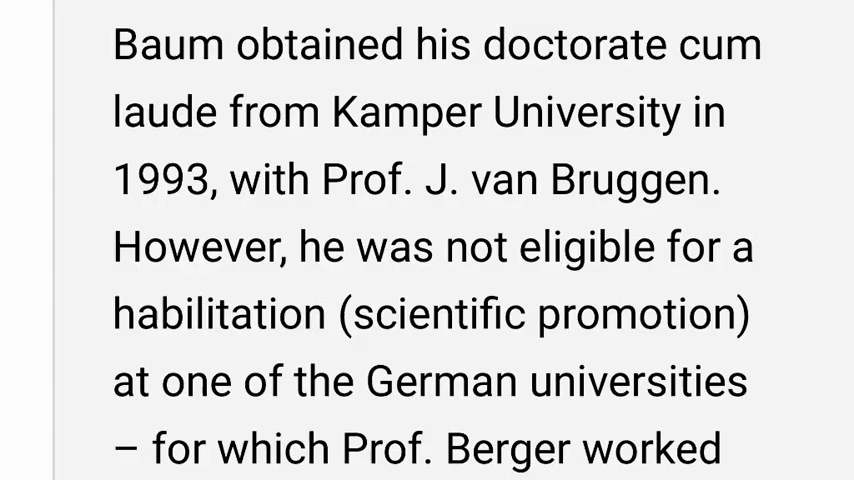 Baum obtained his doctorate cum
laude from Kamper University in
1993, with Prof. J. van Bruggen.
However, he was not eligible for a
habilitation (scientific promotion)
at one of the German universities
– for which Prof. Berger worked